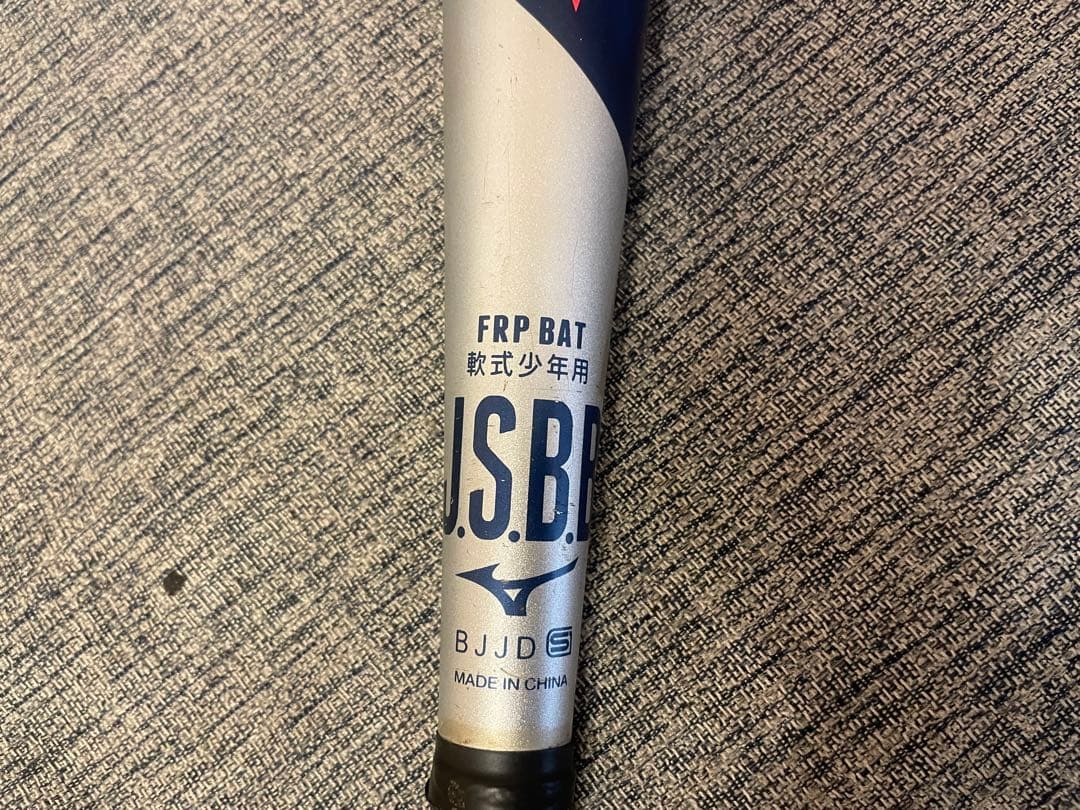 FRP BAT
軟式少年用
J.S.B.B
BJJD S
MADE IN CHINA